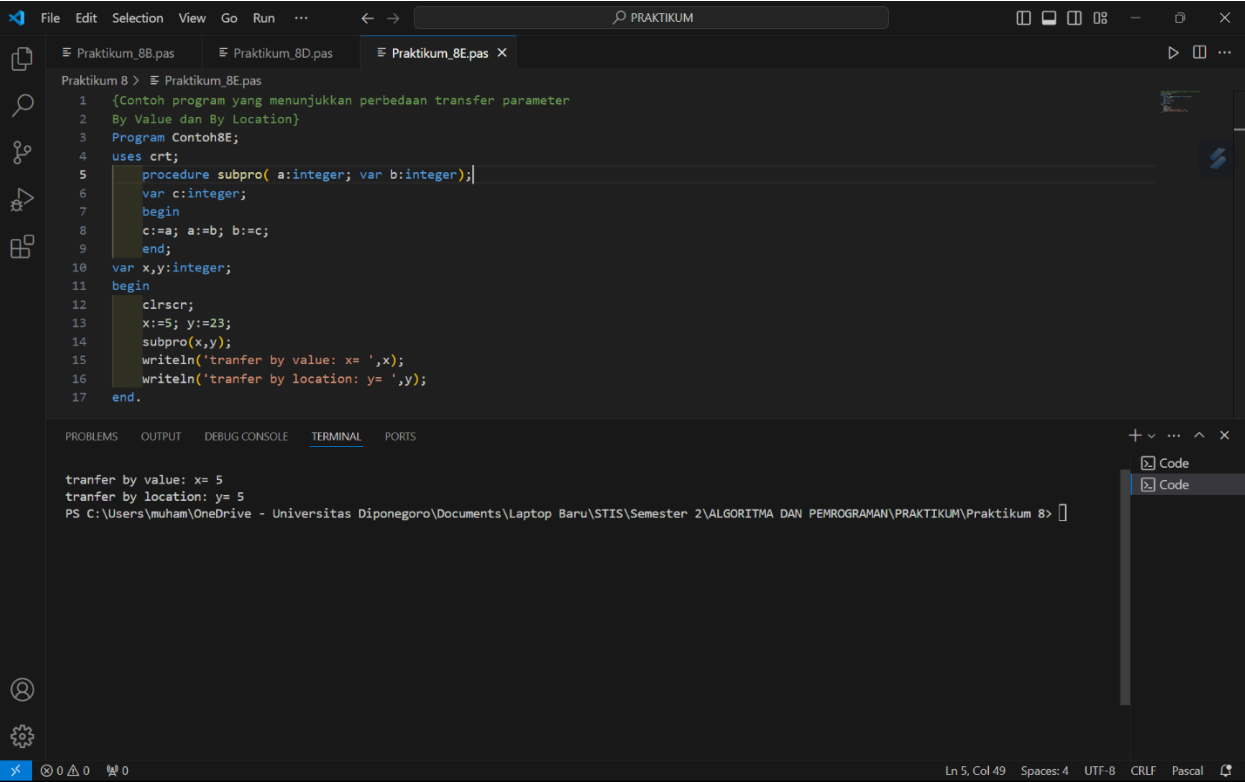 File Edit Selection View Go Run ··· ← → PRAKTIKUM
Praktikum_8B.pas Praktikum_8D.pas Praktikum_8E.pas ×
Praktikum 8 > Praktikum_8E.pas
1 {Contoh program yang menunjukkan perbedaan transfer parameter
2 By Value dan By Location}
3 Program Contoh8E;
4 uses crt;
5 procedure subpro( a:integer; var b:integer);
6 var c:integer;
7 begin
8 c:=a; a:=b; b:=c;
9 end;
10 var x,y:integer;
11 begin
12 clrscr;
13 x:=5; y:=23;
14 subpro(x,y);
15 writeln('tranfer by value: x= ',x);
16 writeln('tranfer by location: y= ',y);
17 end.
PROBLEMS OUTPUT DEBUG CONSOLE TERMINAL PORTS
tranfer by value: x= 5
tranfer by location: y= 5
PS C:\Users\muham\OneDrive - Universitas Diponegoro\Documents\Laptop Baru\STIS\Semester 2\ALGORITMA DAN PEMROGRAMAN\PRAKTIKUM\Praktikum 8>
Code
Code
0 0 0 Ln 5, Col 49 Spaces: 4 UTF-8 CRLF Pascal